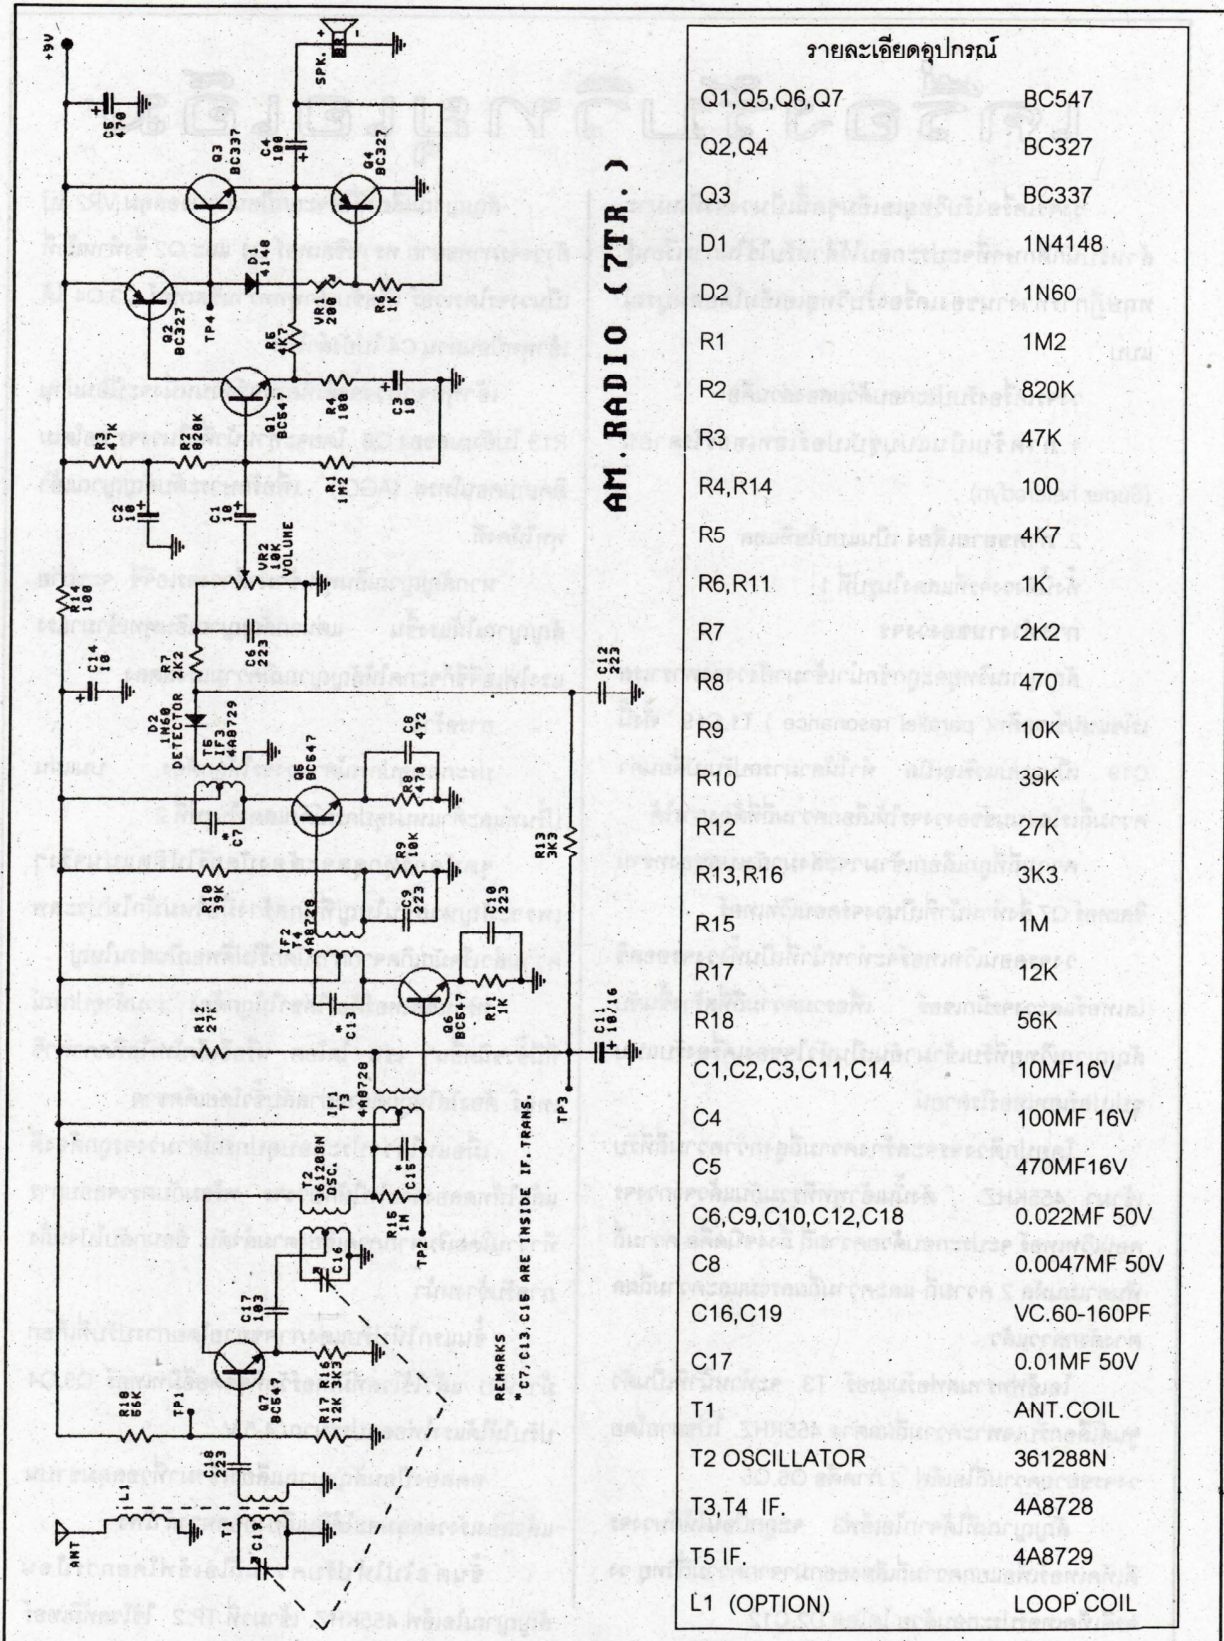 รายละเอียดอุปกรณ์
Q1,Q5,Q6,Q7 BC547
Q2,Q4 BC327
Q3 BC337
D1 1N4148
D2 1N60
R1 1M2
R2 820K
R3 47K
R4,R14 100
R5 4K7
R6,R11 1K
R7 2K2
R8 470
R9 10K
R10 39K
R12 27K
R13,R16 3K3
R15 1M
R17 12K
R18 56K
C1,C2,C3,C11,C14 10MF16V
C4 100MF 16V
C5 470MF16V
C6,C9,C10,C12,C18 0.022MF 50V
C8 0.0047MF 50V
C16,C19 VC.60-160PF
C17 0.01MF 50V
T1 ANT.COIL
T2 OSCILLATOR 361288N
T3,T4 IF. 4A8728
T5 IF. 4A8729
L1 (OPTION) LOOP COIL
AM.RADIO (7TR.)
REMARKS
*C7,C13,C15 ARE INSIDE IF.TRANS.
ANT
L1
C19
C18
223
R18
56K
TP1
Q7
BC547
R17
12K
R16
3K3
C17
103
C16
T2
361288N
OSC.
R15
1M
C15
*
TP2
IF1
T3
4A8728
R12
27K
Q6
BC547
R11
1K
C10
223
C13
*
IF2
T4
4A8728
C9
223
R9
10K
R10
39K
Q5
BC547
R8
470
C8
472
C7
*
T5
IF3
4A8729
D2
1N60
DETECTOR
R7
2K2
C6
223
C14
10
R14
100
R13
3K3
C12
223
C11
10/16
TP3
VR2
10K
VOLUME
C1
10
C2
10
R3
47K
R2
820K
R1
1M2
Q1
BC547
R4
100
C3
10
R5
4K7
Q2
BC327
TP4
D1
4148
VR1
200
R6
1K
Q3
BC337
Q4
BC327
C4
100
C5
470
SPK.
+9V